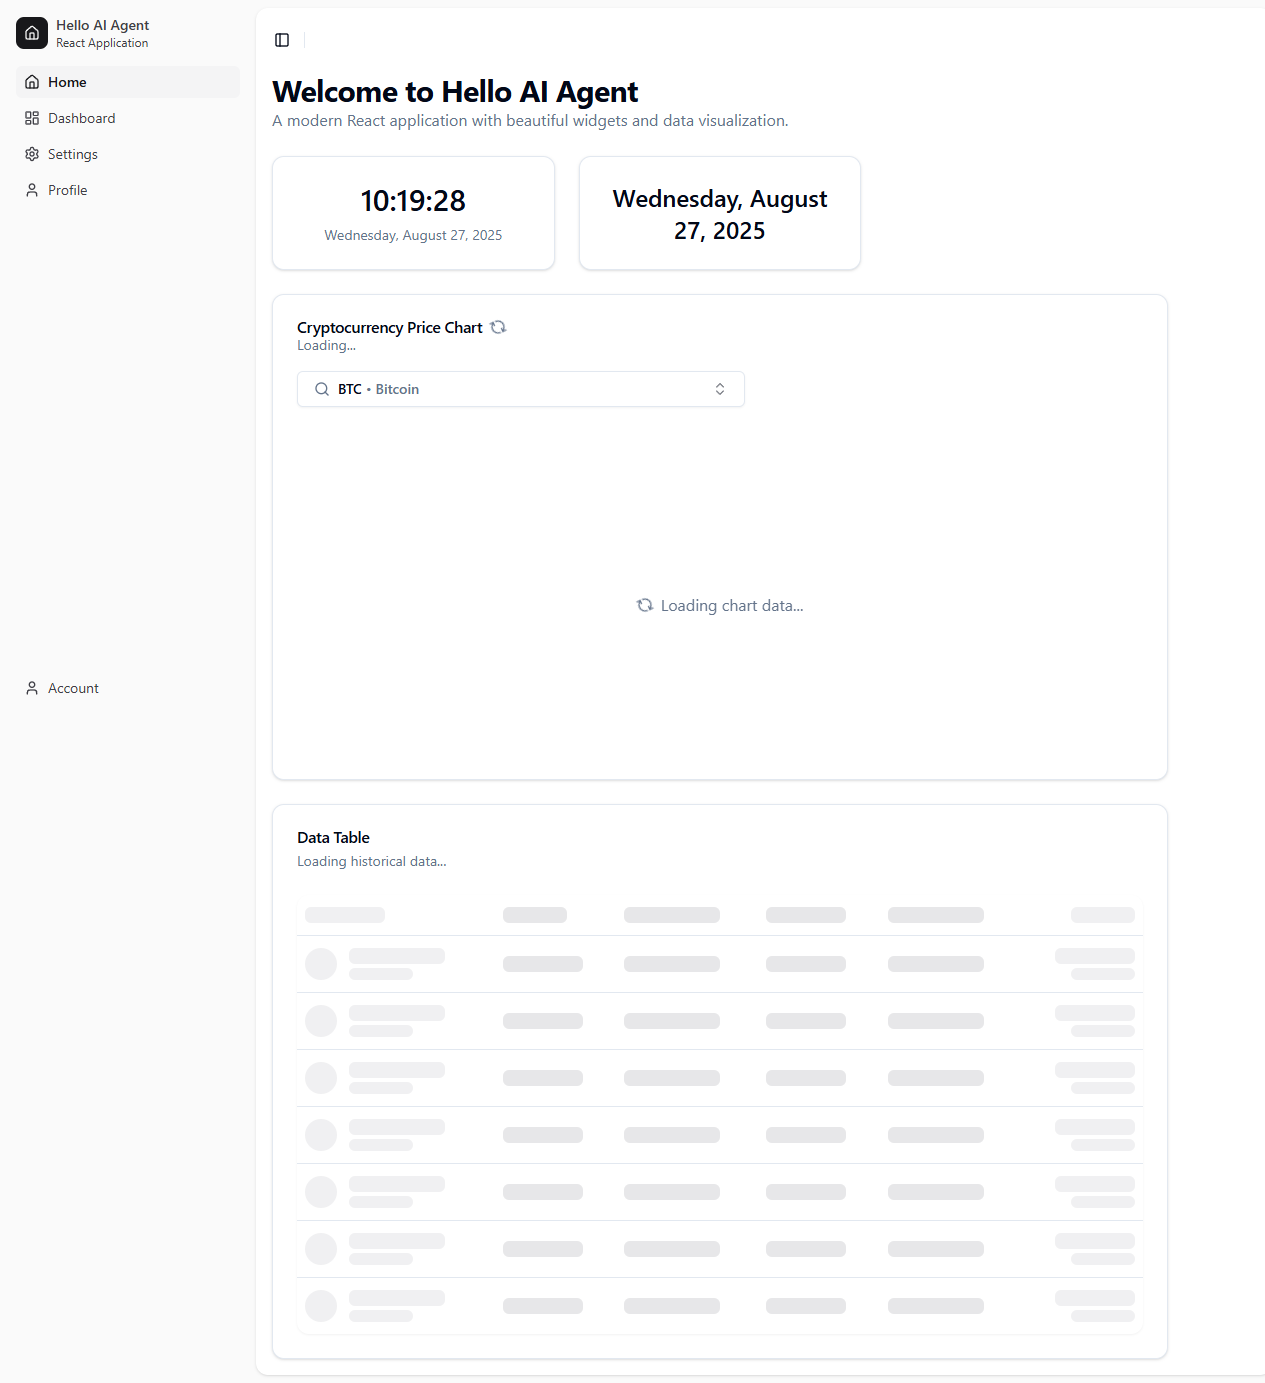 Hello AI Agent
React Application
Home
Dashboard
Settings
Profile
Account
Welcome to Hello AI Agent
A modern React application with beautiful widgets and data visualization.
10:19:28
Wednesday, August 27, 2025
Wednesday, August
27, 2025
Cryptocurrency Price Chart
Loading...
BTC • Bitcoin
Loading chart data...
Data Table
Loading historical data...